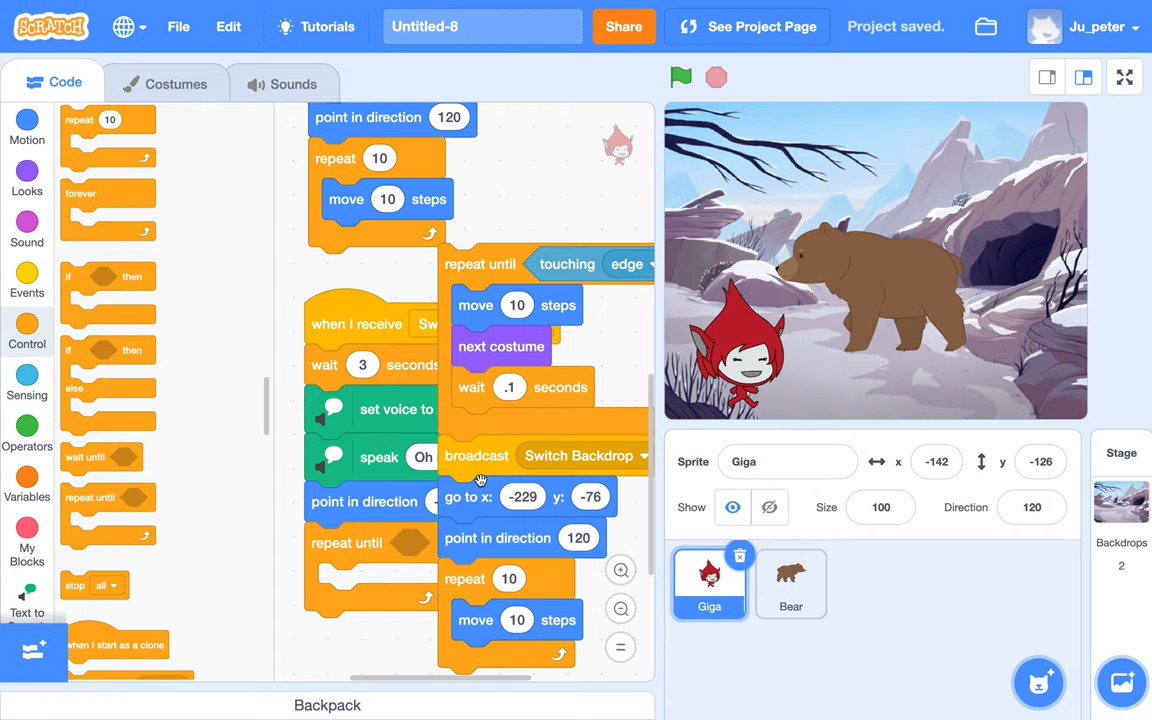 SCRATCH
File
Edit
Tutorials
Untitled-8
Share
See Project Page
Project saved.
Ju_peter
Code
Costumes
Sounds
Motion
Looks
Sound
Events
Control
Sensing
Operators
Variables
My
Blocks
Text to
repeat 10
forever
if then
if then
else
wait until
repeat until
stop all
when I start as a clone
point in direction 120
repeat 10
move 10 steps
when I receive Sw
wait 3 seconds
set voice to
speak Oh
point in direction
repeat until
repeat until touching edge
move 10 steps
next costume
wait .1 seconds
broadcast Switch Backdrop
go to x: -229 y: -76
point in direction 120
repeat 10
move 10 steps
Backpack
Sprite Giga x -142 y -126
Show Size 100 Direction 120
Giga
Bear
Stage
Backdrops
2